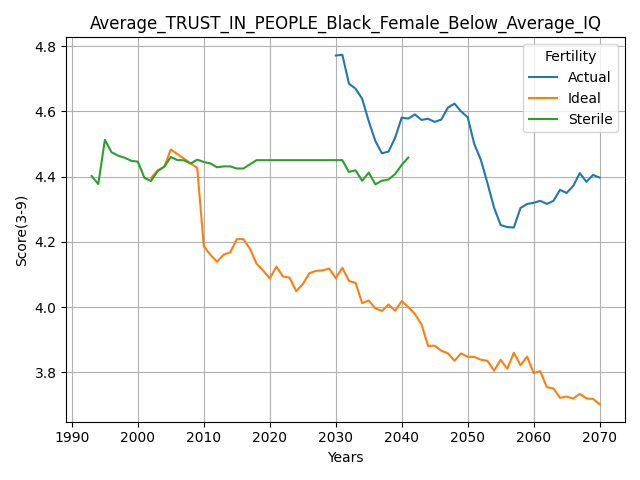 Average_TRUST_IN_PEOPLE_Black_Female_Below_Average_IQ
Score(3-9)
4.8
4.6
4.4
4.2
4.0
3.8
Fertility
Actual
Ideal
Sterile
1990 2000 2010 2020 2030 2040 2050 2060 2070
Years